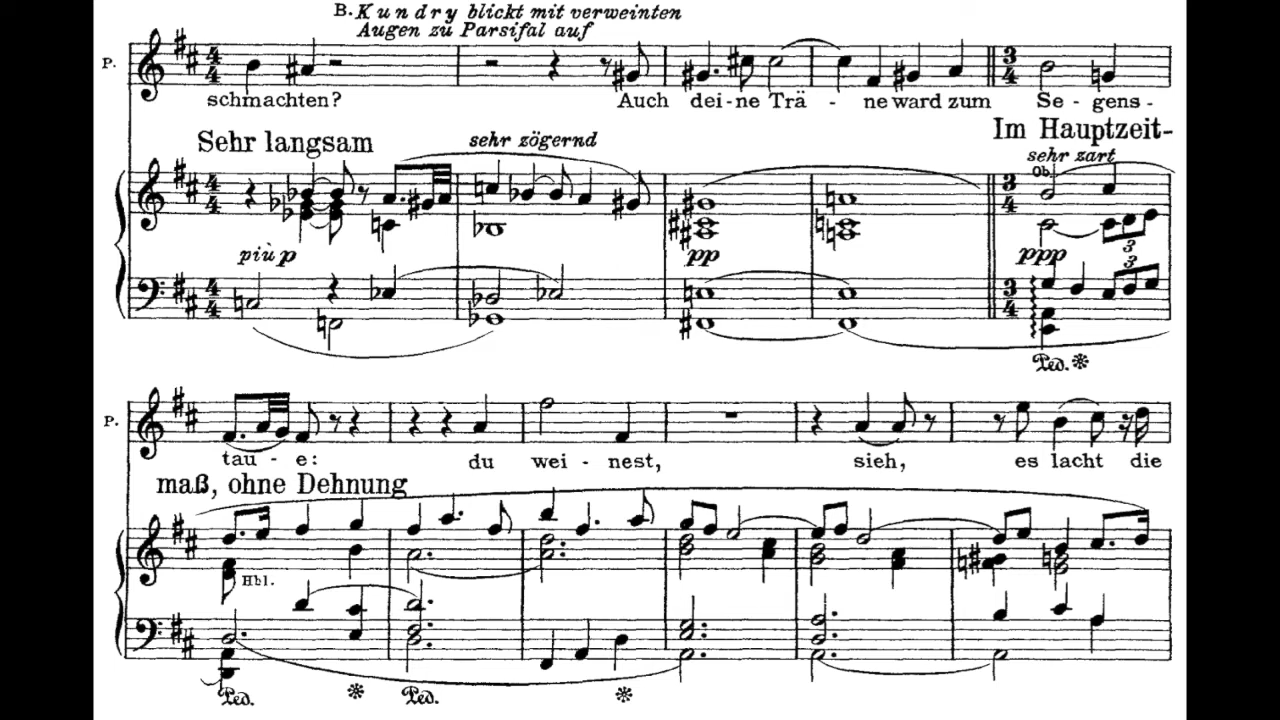 B. Kundry blickt mit verweinten
Augen zu Parsifal auf
P.
schmachten? Auch dei-ne Trä - ne ward zum Se - gens -
Sehr langsam
sehr zögernd
Im Hauptzeit-
sehr zart
Ob.
3
3
più p
pp
ppp
Ped. *
P.
tau - e: du wei - nest, sieh, es lacht die
maß, ohne Dehnung
Hbl.
Ped. * Ped. *